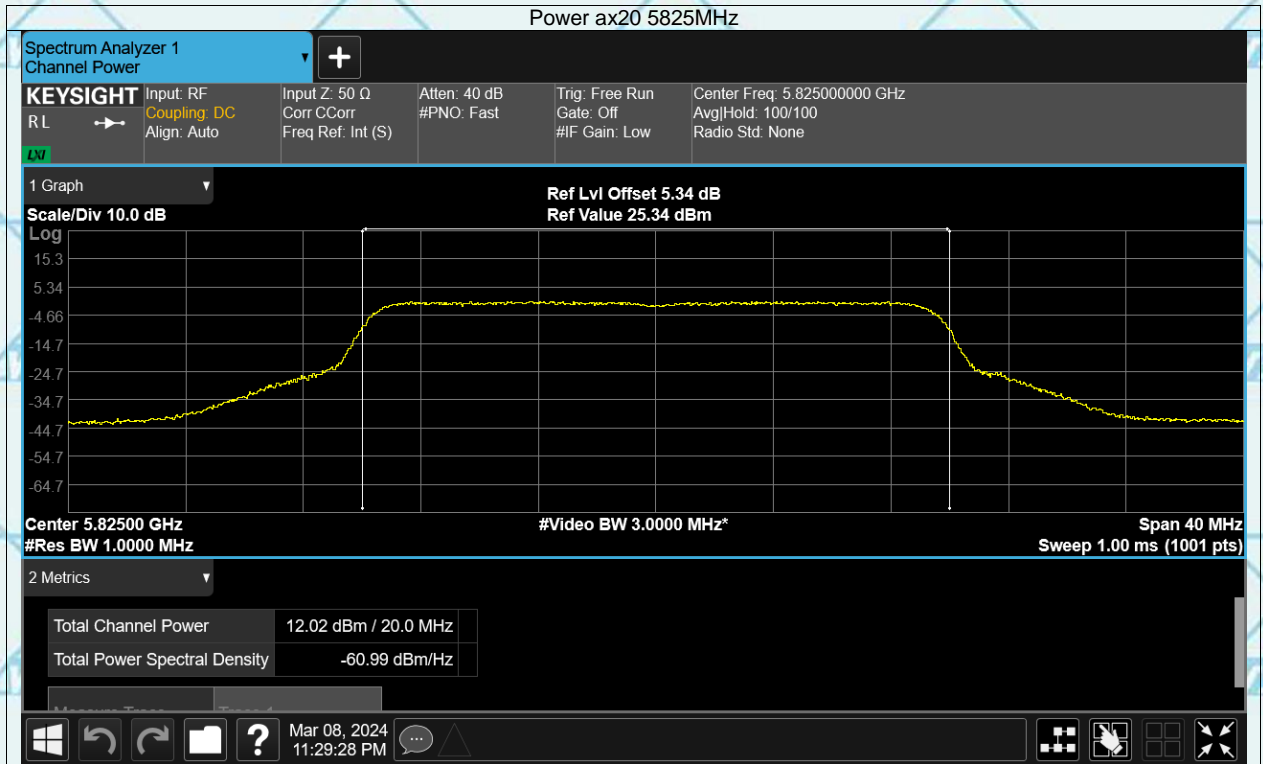 Power ax20 5825MHz
Spectrum Analyzer 1
Channel Power
+
KEYSIGHT
RL
LXI
Input: RF
Coupling: DC
Align: Auto
Input Z: 50 Ω
Corr CCorr
Freq Ref: Int (S)
Atten: 40 dB
#PNO: Fast
Trig: Free Run
Gate: Off
#IF Gain: Low
Center Freq: 5.825000000 GHz
Avg|Hold: 100/100
Radio Std: None
1 Graph
Scale/Div 10.0 dB
Ref Lvl Offset 5.34 dB
Ref Value 25.34 dBm
Log
15.3
5.34
-4.66
-14.7
-24.7
-34.7
-44.7
-54.7
-64.7
Center 5.82500 GHz
#Video BW 3.0000 MHz*
Span 40 MHz
#Res BW 1.0000 MHz
Sweep 1.00 ms (1001 pts)
2 Metrics
Total Channel Power 12.02 dBm / 20.0 MHz
Total Power Spectral Density -60.99 dBm/Hz
Measure Trace Trace 1
?
Mar 08, 2024
11:29:28 PM